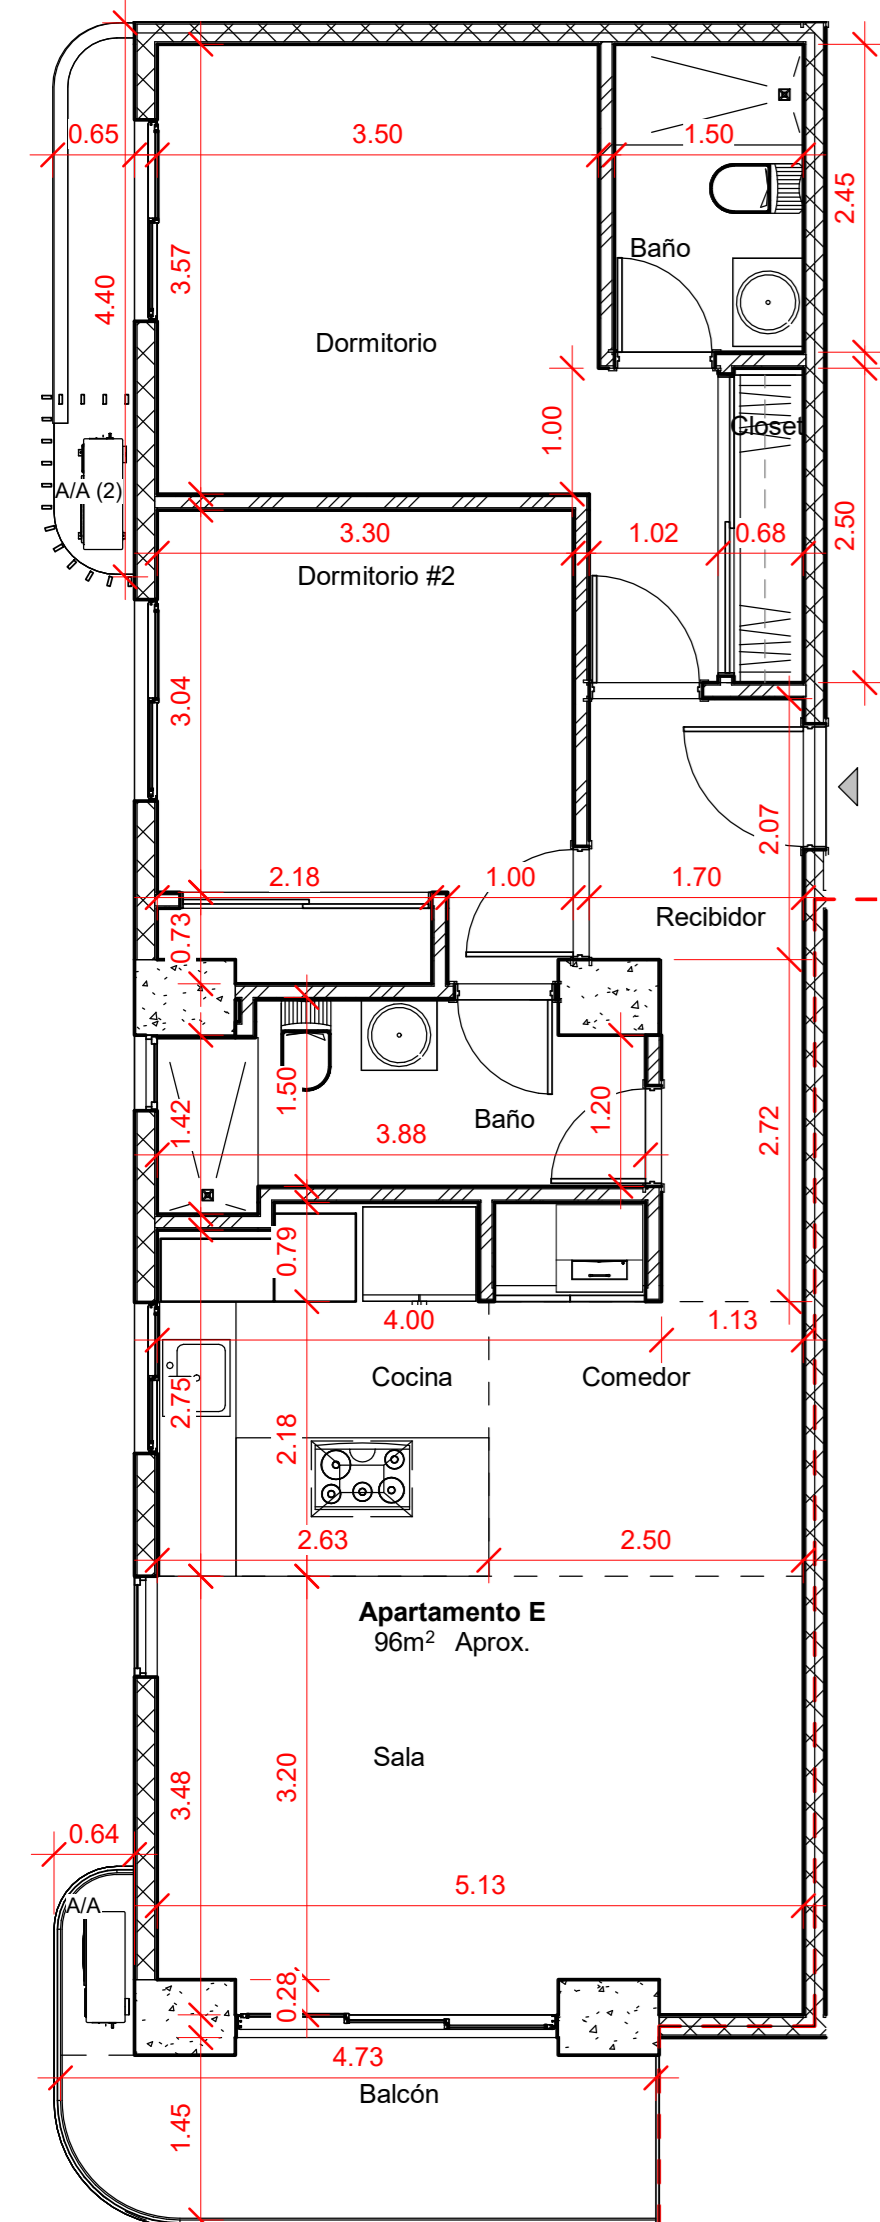 0.65
3.50
1.50
2.45
Baño
3.57
4.40
Dormitorio
1.00
Closet
A/A (2)
2.50
3.30
1.02
0.68
Dormitorio #2
3.04
2.07
2.18
1.00
1.70
Recibidor
0.73
1.50
1.42
Baño
1.20
3.88
2.72
0.79
4.00
1.13
Cocina
Comedor
2.75
2.18
2.63
2.50
Apartamento E
96m² Aprox.
Sala
3.48
3.20
0.64
5.13
A/A
0.28
4.73
Balcón
1.45